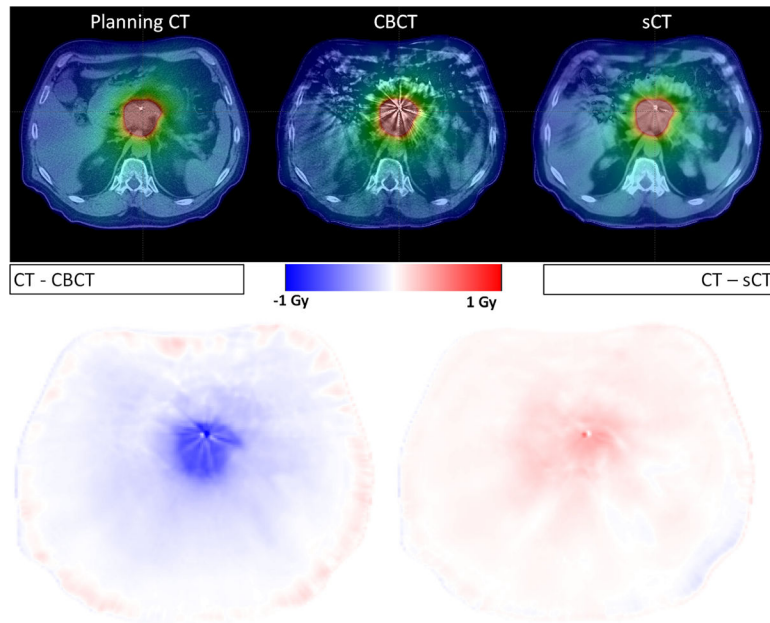 Planning CT
CBCT
sCT
CT - CBCT
-1 Gy
1 Gy
CT – sCT